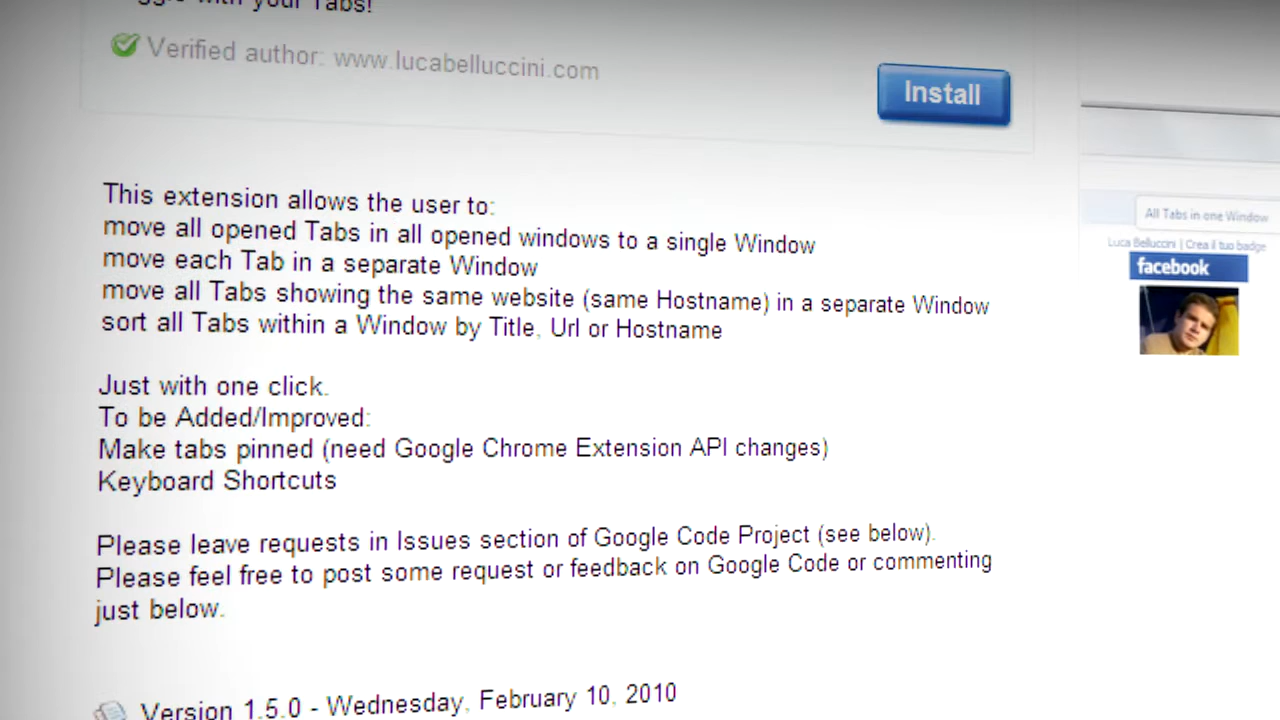 with your Tabs!
Verified author: www.lucabelluccini.com
Install
This extension allows the user to:
move all opened Tabs in all opened windows to a single Window
move each Tab in a separate Window
move all Tabs showing the same website (same Hostname) in a separate Window
sort all Tabs within a Window by Title, Url or Hostname
Just with one click.
To be Added/Improved:
Make tabs pinned (need Google Chrome Extension API changes)
Keyboard Shortcuts
Please leave requests in Issues section of Google Code Project (see below).
Please feel free to post some request or feedback on Google Code or commenting
just below.
Version 1.5.0 - Wednesday, February 10, 2010
All Tabs in one Window
Luca Belluccini | Crea il tuo badge
facebook